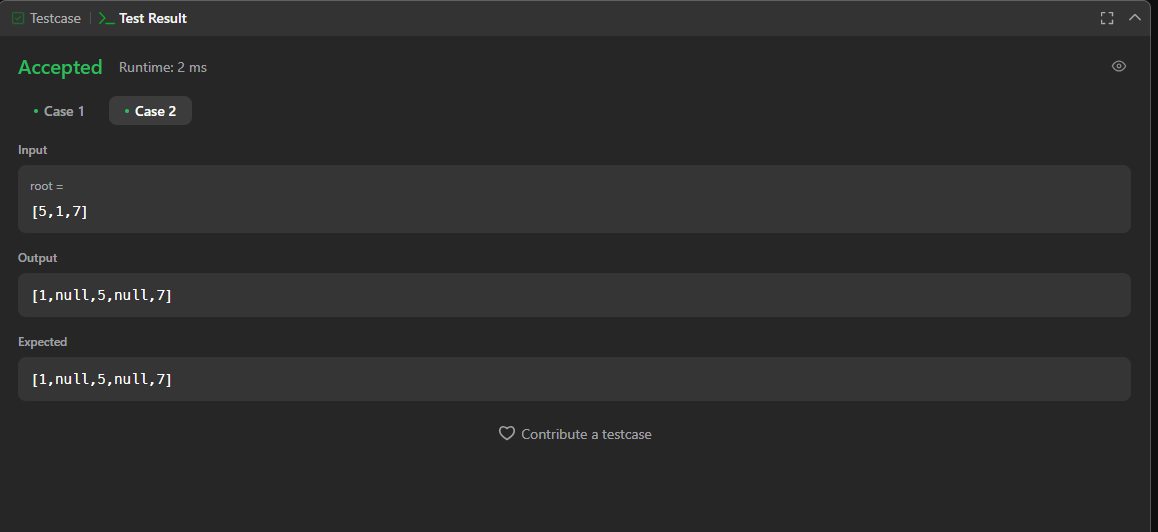 Testcase | >_ Test Result
Accepted Runtime: 2 ms
• Case 1 • Case 2
Input
root =
[5,1,7]
Output
[1,null,5,null,7]
Expected
[1,null,5,null,7]
Contribute a testcase